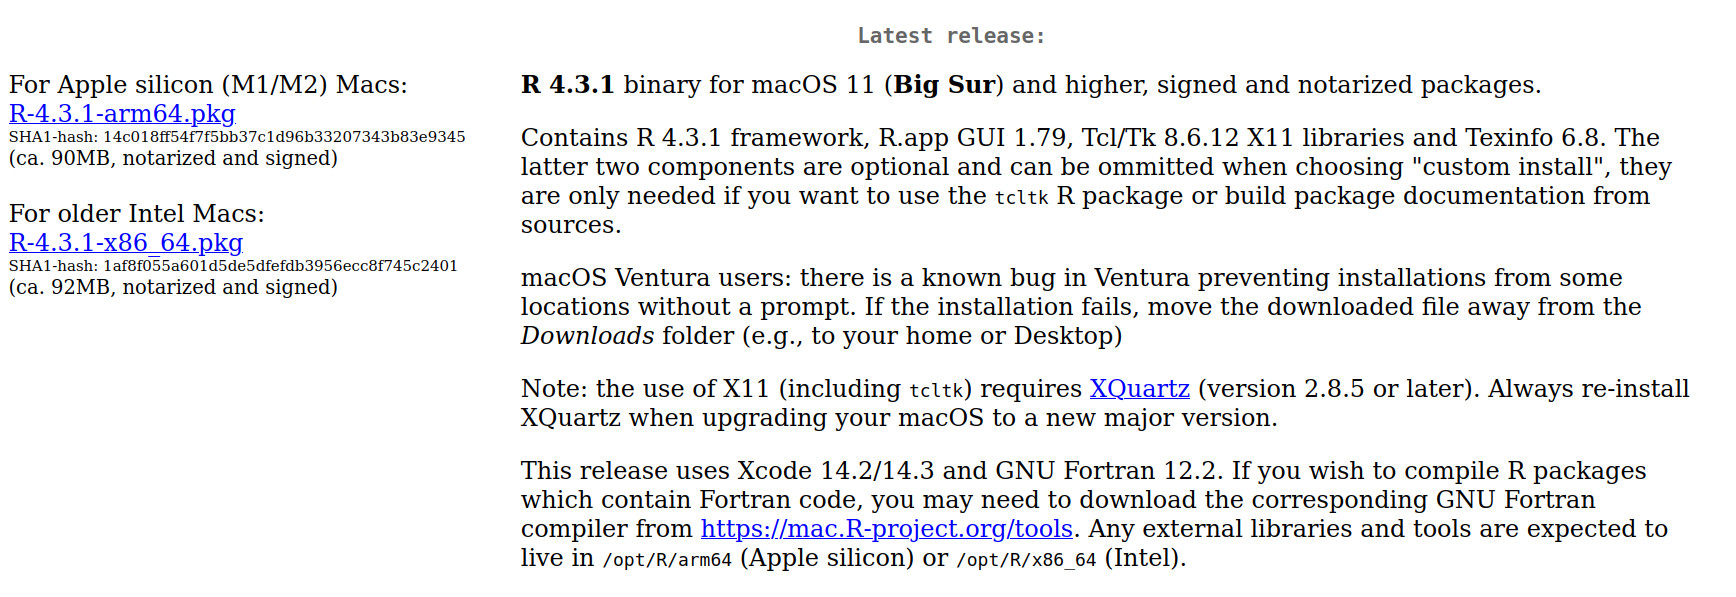 Latest release:
For Apple silicon (M1/M2) Macs:
R-4.3.1-arm64.pkg
SHA1-hash: 14c018ff54f7f5bb37c1d96b33207343b83e9345
(ca. 90MB, notarized and signed)
For older Intel Macs:
R-4.3.1-x86_64.pkg
SHA1-hash: 1af8f055a601d5de5dfefdb3956ecc8f745c2401
(ca. 92MB, notarized and signed)
R 4.3.1 binary for macOS 11 (Big Sur) and higher, signed and notarized packages.
Contains R 4.3.1 framework, R.app GUI 1.79, Tcl/Tk 8.6.12 X11 libraries and Texinfo 6.8. The
latter two components are optional and can be ommitted when choosing "custom install", they
are only needed if you want to use the tcltk R package or build package documentation from
sources.
macOS Ventura users: there is a known bug in Ventura preventing installations from some
locations without a prompt. If the installation fails, move the downloaded file away from the
Downloads folder (e.g., to your home or Desktop)
Note: the use of X11 (including tcltk) requires XQuartz (version 2.8.5 or later). Always re-install
XQuartz when upgrading your macOS to a new major version.
This release uses Xcode 14.2/14.3 and GNU Fortran 12.2. If you wish to compile R packages
which contain Fortran code, you may need to download the corresponding GNU Fortran
compiler from https://mac.R-project.org/tools. Any external libraries and tools are expected to
live in /opt/R/arm64 (Apple silicon) or /opt/R/x86_64 (Intel).